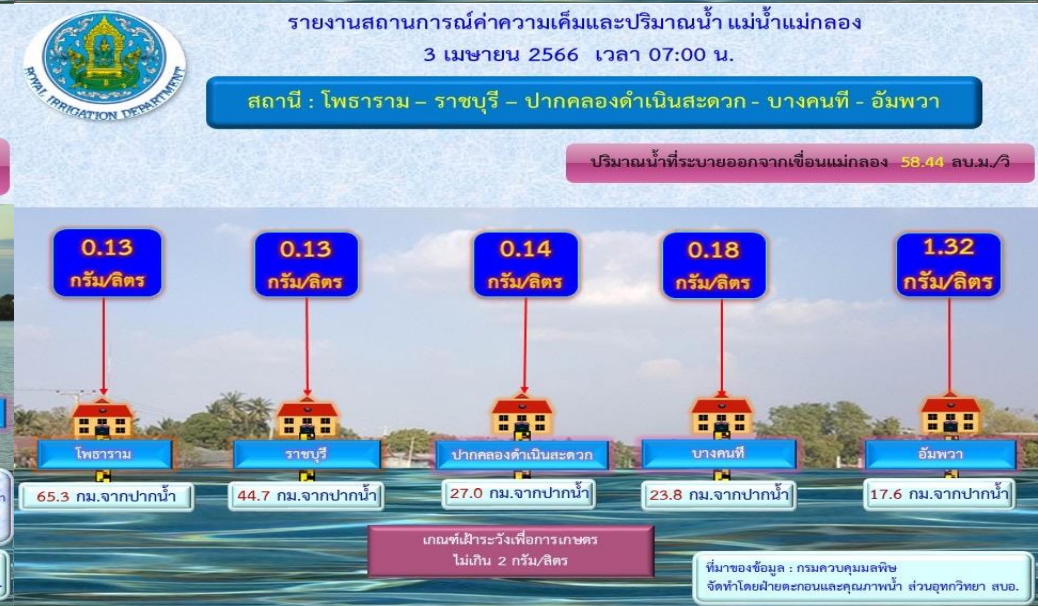 รายงานสถานการณ์ค่าความเค็มและปริมาณน้ำ แม่น้ำแม่กลอง
3 เมษายน 2566 เวลา 07:00 น.
ROYAL IRRIGATION DEPARTMENT
สถานี : โพธาราม – ราชบุรี – ปากคลองดำเนินสะดวก - บางคนที - อัมพวา
ปริมาณน้ำที่ระบายออกจากเขื่อนแม่กลอง 58.44 ลบ.ม./วิ
0.13 0.13 0.14 0.18 1.32
กรัม/ลิตร กรัม/ลิตร กรัม/ลิตร กรัม/ลิตร กรัม/ลิตร
โพธาราม ราชบุรี ปากคลองดำเนินสะดวก บางคนที อัมพวา
65.3 กม.จากปากน้ำ 44.7 กม.จากปากน้ำ 27.0 กม.จากปากน้ำ 23.8 กม.จากปากน้ำ 17.6 กม.จากปากน้ำ
เกณฑ์เฝ้าระวังเพื่อการเกษตร
ไม่เกิน 2 กรัม/ลิตร
ที่มาของข้อมูล : กรมควบคุมมลพิษ
จัดทำโดยฝ่ายตะกอนและคุณภาพน้ำ ส่วนอุทกวิทยา สบอ.